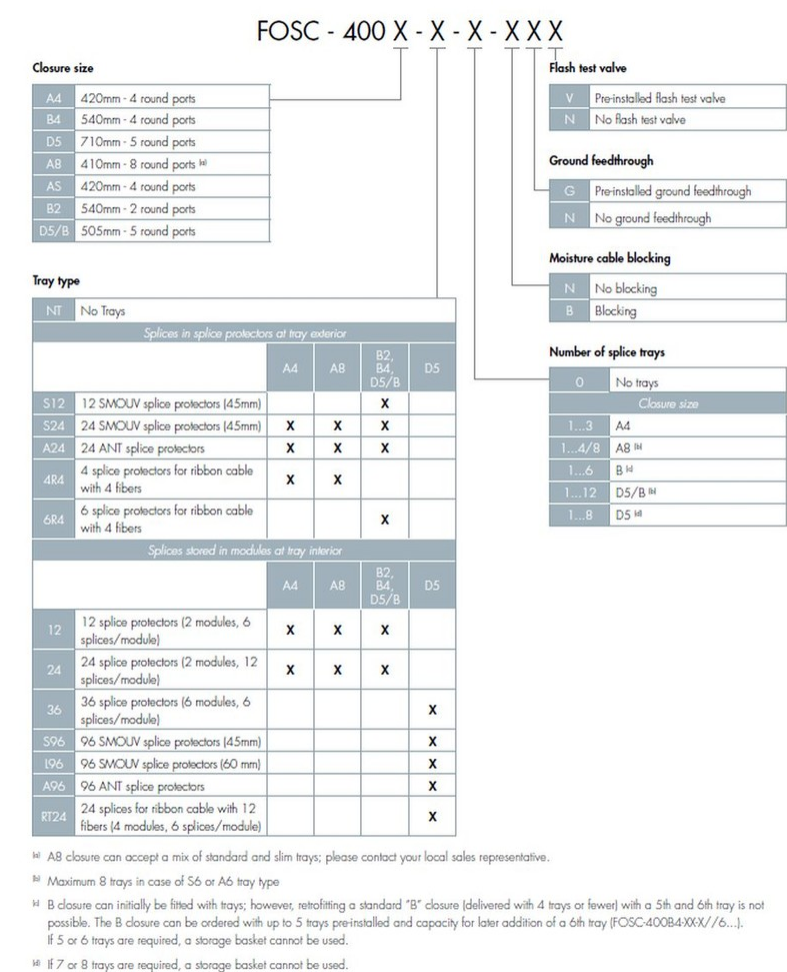 FOSC - 400 X - X - X - X X X
Closure size
A4 420mm - 4 round ports
B4 540mm - 4 round ports
D5 710mm - 5 round ports
A8 410mm - 8 round ports (a)
AS 420mm - 4 round ports
B2 540mm - 2 round ports
D5/B 505mm - 5 round ports
Tray type
NT No Trays
Splices in splice protectors at tray exterior
A4 A8 B2, B4, D5/B D5
S12 12 SMOUV splice protectors (45mm) X
S24 24 SMOUV splice protectors (45mm) X X X
A24 24 ANT splice protectors X X X
4R4 4 splice protectors for ribbon cable
with 4 fibers X X
6R4 6 splice protectors for ribbon cable
with 4 fibers X
Splices stored in modules at tray interior
A4 A8 B2, B4, D5/B D5
12 12 splice protectors (2 modules, 6
splices/module) X X X
24 24 splice protectors (2 modules, 12
splices/module) X X X
36 36 splice protectors (6 modules, 6
splices/module) X
S96 96 SMOUV splice protectors (45mm) X
I96 96 SMOUV splice protectors (60 mm) X
A96 96 ANT splice protectors X
RT24 24 splices for ribbon cable with 12
fibers (4 modules, 6 splices/module) X
Flash test valve
V Pre-installed flash test valve
N No flash test valve
Ground feedthrough
G Pre-installed ground feedthrough
N No ground feedthrough
Moisture cable blocking
N No blocking
B Blocking
Number of splice trays
0 No trays
Closure size
1...3 A4
1...4/8 A8 (b)
1...6 B (c)
1...12 D5/B (b)
1...8 D5 (d)
(a) A8 closure can accept a mix of standard and slim trays; please contact your local sales representative.
(b) Maximum 8 trays in case of S6 or A6 tray type
(c) B closure can initially be fitted with trays; however, retrofitting a standard "B" closure (delivered with 4 trays or fewer) with a 5th and 6th tray is not
possible. The B closure can be ordered with up to 5 trays pre-installed and capacity for later addition of a 6th tray (FOSC-400B4-XX-X//6...).
If 5 or 6 trays are required, a storage basket cannot be used.
(d) If 7 or 8 trays are required, a storage basket cannot be used.